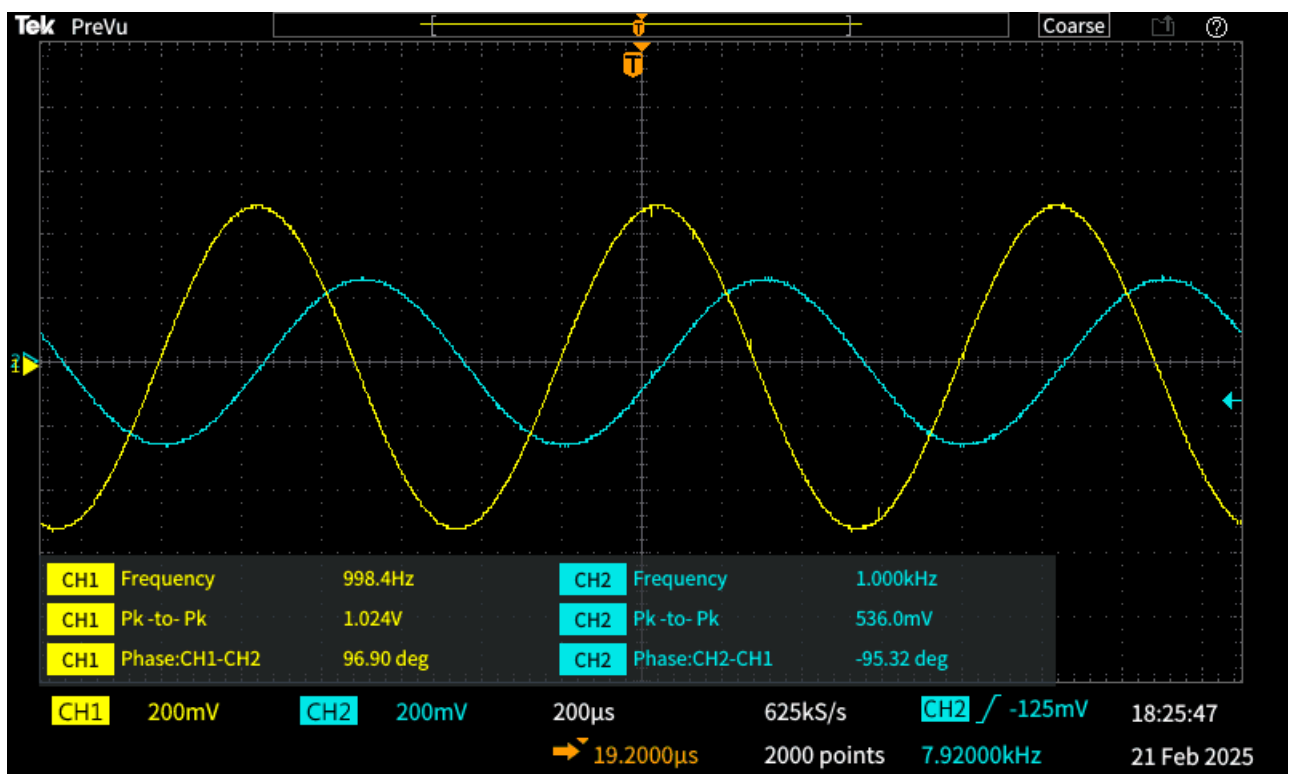 Tek PreVu T Coarse ?
T
2
1
CH1 Frequency 998.4Hz CH2 Frequency 1.000kHz
CH1 Pk -to- Pk 1.024V CH2 Pk -to- Pk 536.0mV
CH1 Phase:CH1-CH2 96.90 deg CH2 Phase:CH2-CH1 -95.32 deg
CH1 200mV CH2 200mV 200µs 625kS/s CH2 -125mV 18:25:47
19.2000µs 2000 points 7.92000kHz 21 Feb 2025